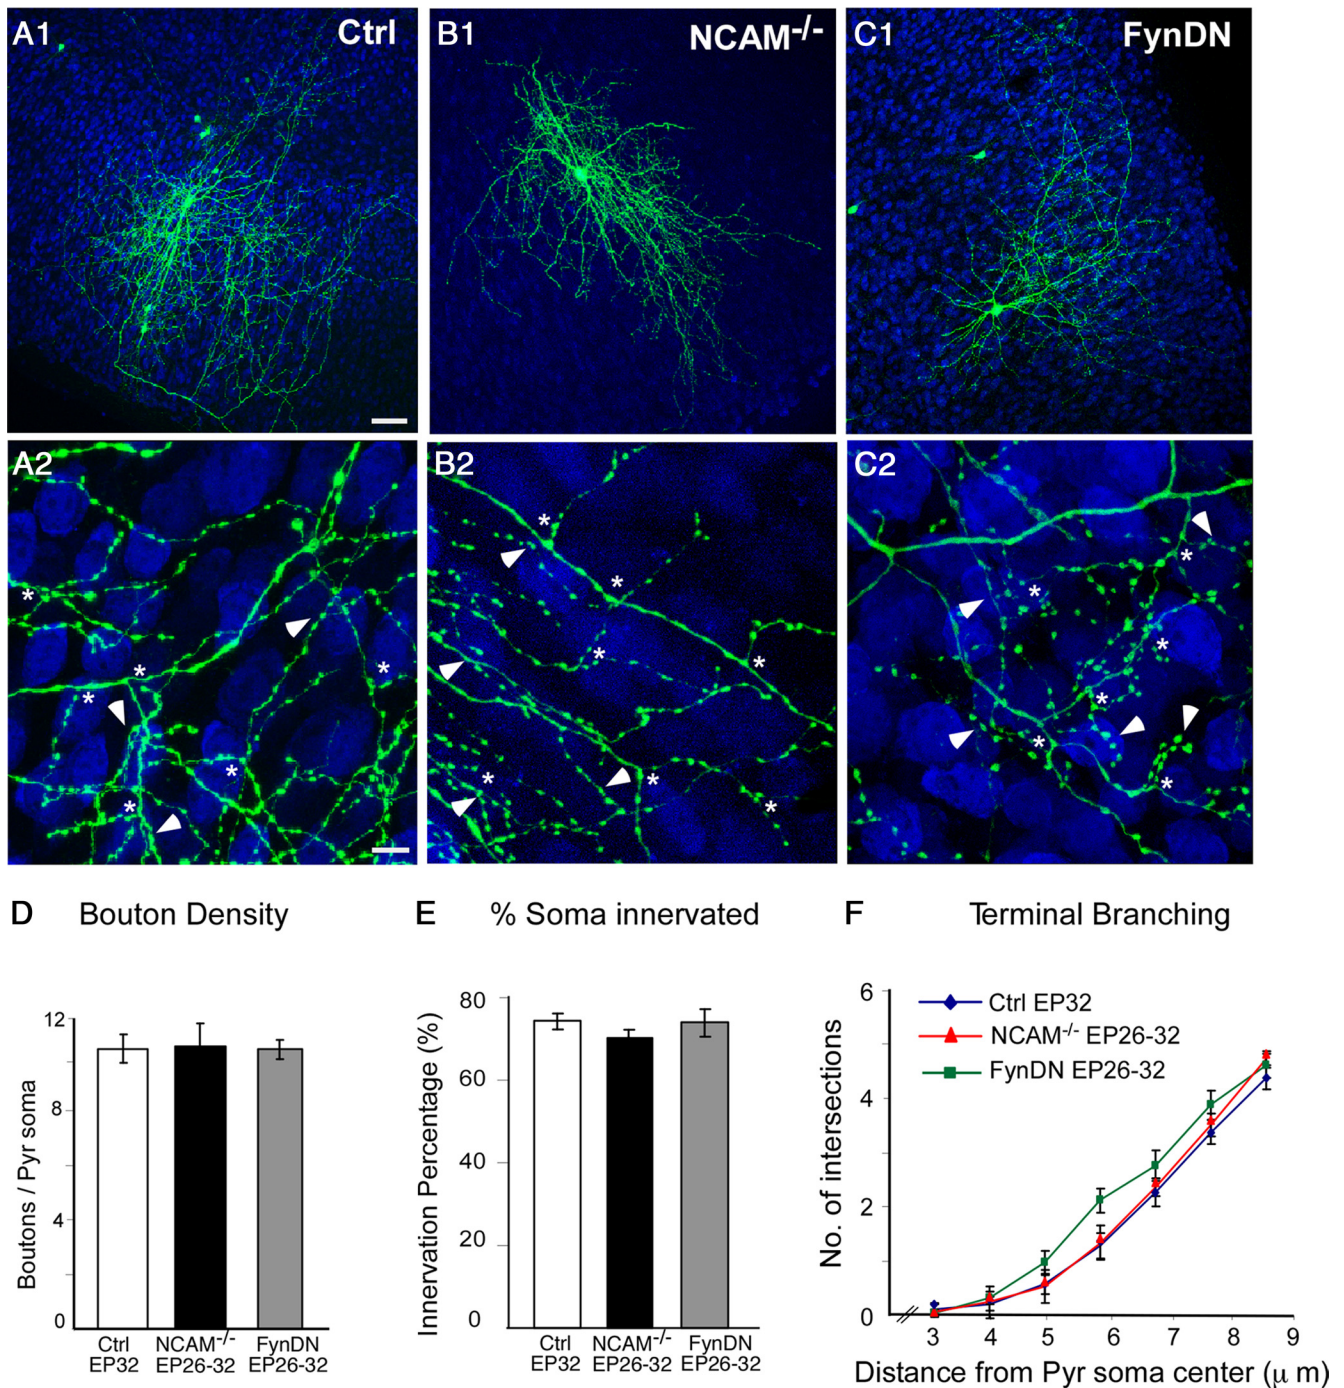 A1 Ctrl
B1 NCAM-/-
C1 FynDN
A2
*
*
*
*
*
*
B2
*
*
*
*
*
*
*
C2
*
*
*
*
*
*
D Bouton Density
Boutons / Pyr soma
12
8
4
0
Ctrl EP32
NCAM-/- EP26-32
FynDN EP26-32
E % Soma innervated
Innervation Percentage (%)
80
60
40
20
0
Ctrl EP32
NCAM-/- EP26-32
FynDN EP26-32
F Terminal Branching
No. of intersections
6
4
2
0
Ctrl EP32
NCAM-/- EP26-32
FynDN EP26-32
3 4 5 6 7 8 9
Distance from Pyr soma center (μ m)